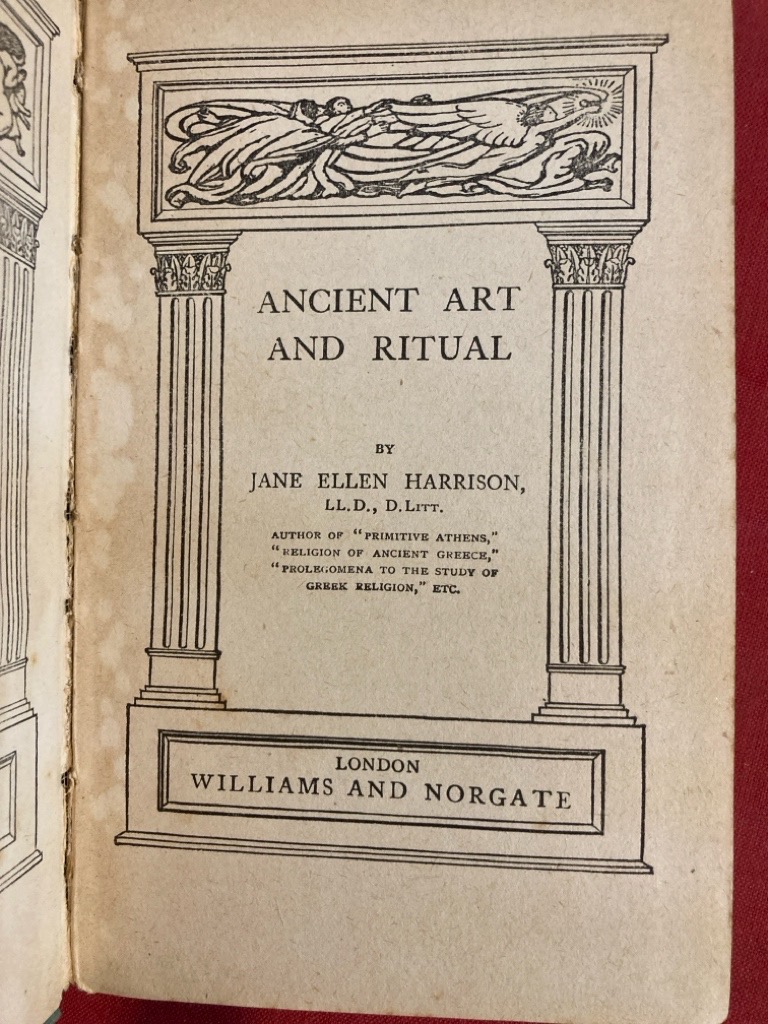 ANCIENT ART
AND RITUAL
BY
JANE ELLEN HARRISON,
LL.D., D.LITT.
AUTHOR OF "PRIMITIVE ATHENS,"
"RELIGION OF ANCIENT GREECE,"
"PROLEGOMENA TO THE STUDY OF
GREEK RELIGION," ETC.
LONDON
WILLIAMS AND NORGATE